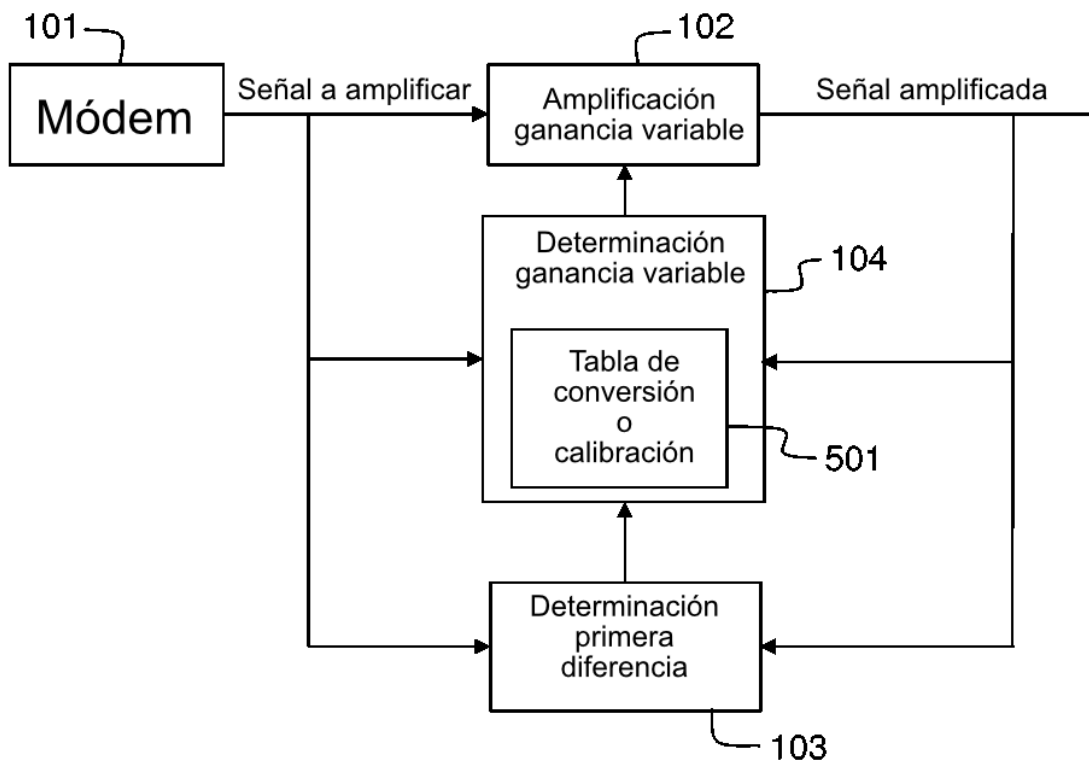 101
102
Módem
Señal a amplificar
Amplificación
ganancia variable
Señal amplificada
Determinación
ganancia variable
104
Tabla de
conversión
o
calibración
501
Determinación
primera
diferencia
103